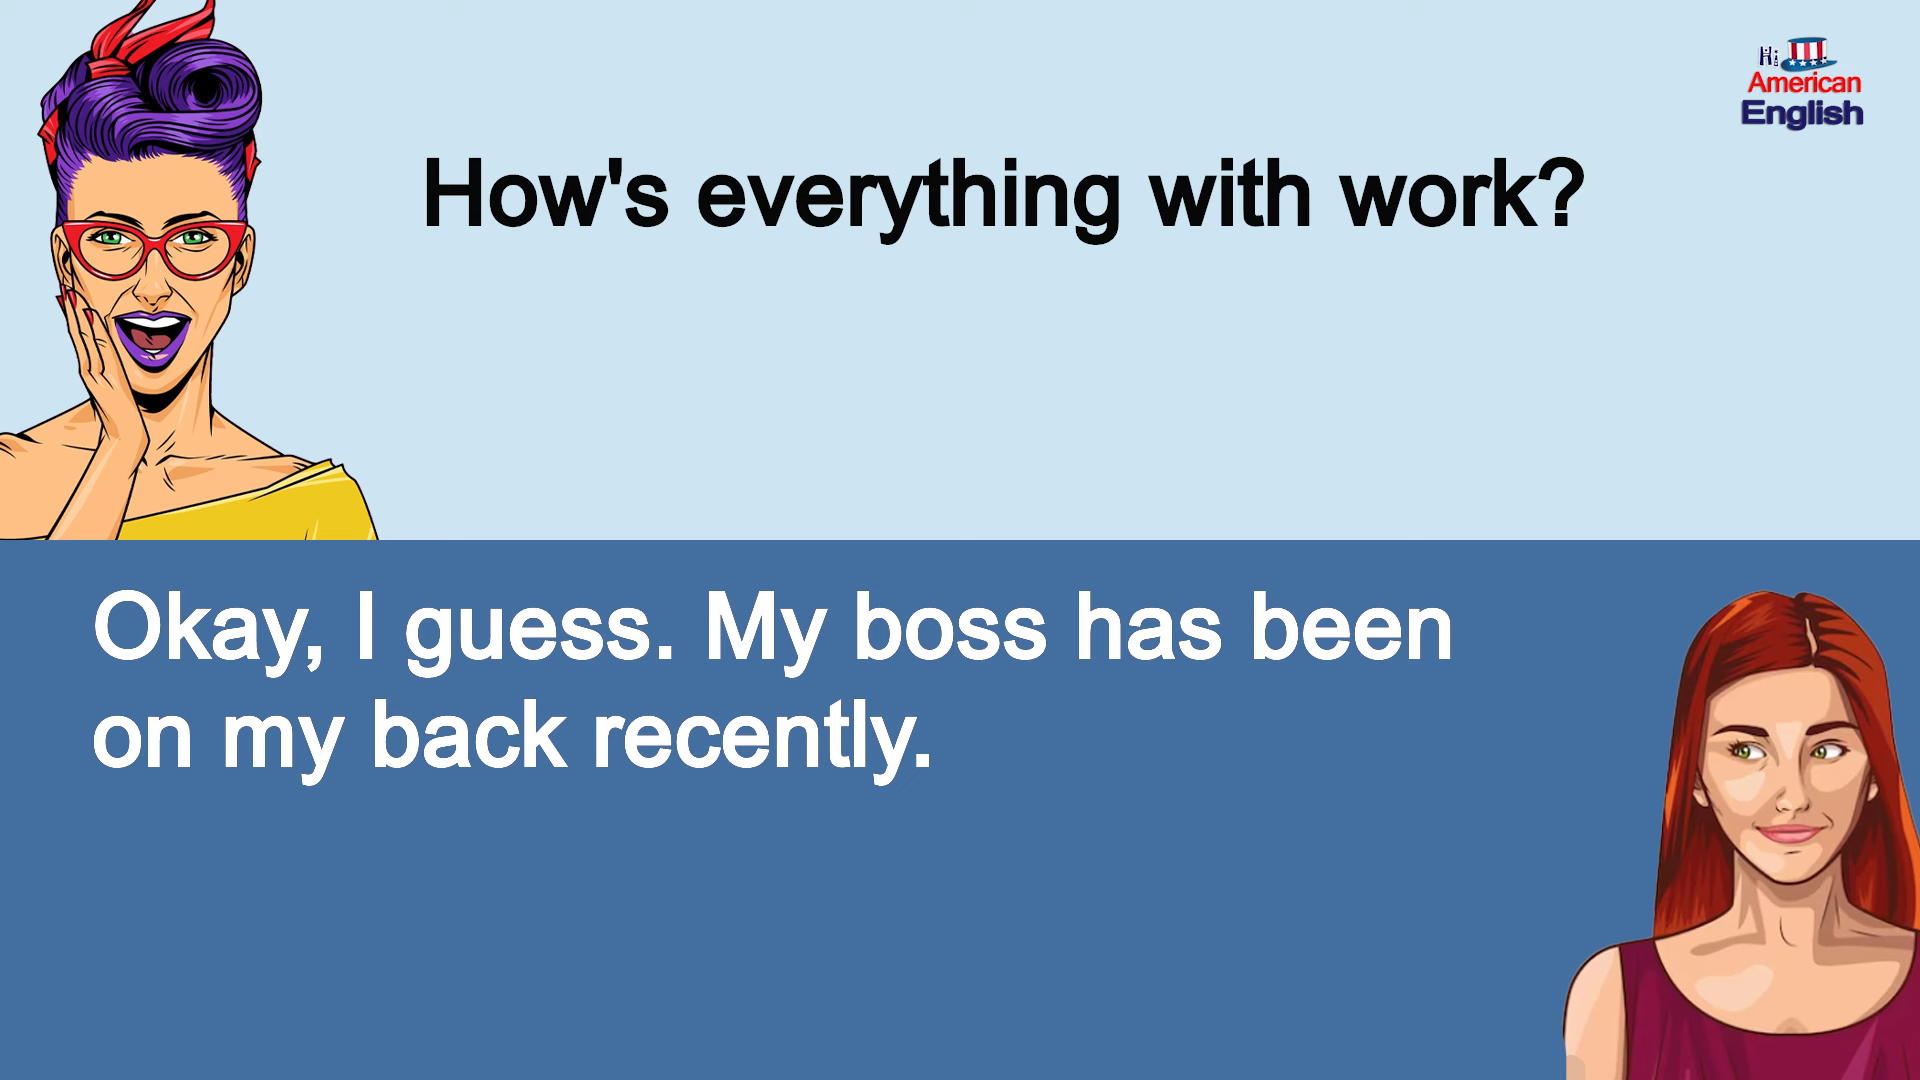 Hi
American
English
How's everything with work?
Okay, I guess. My boss has been
on my back recently.